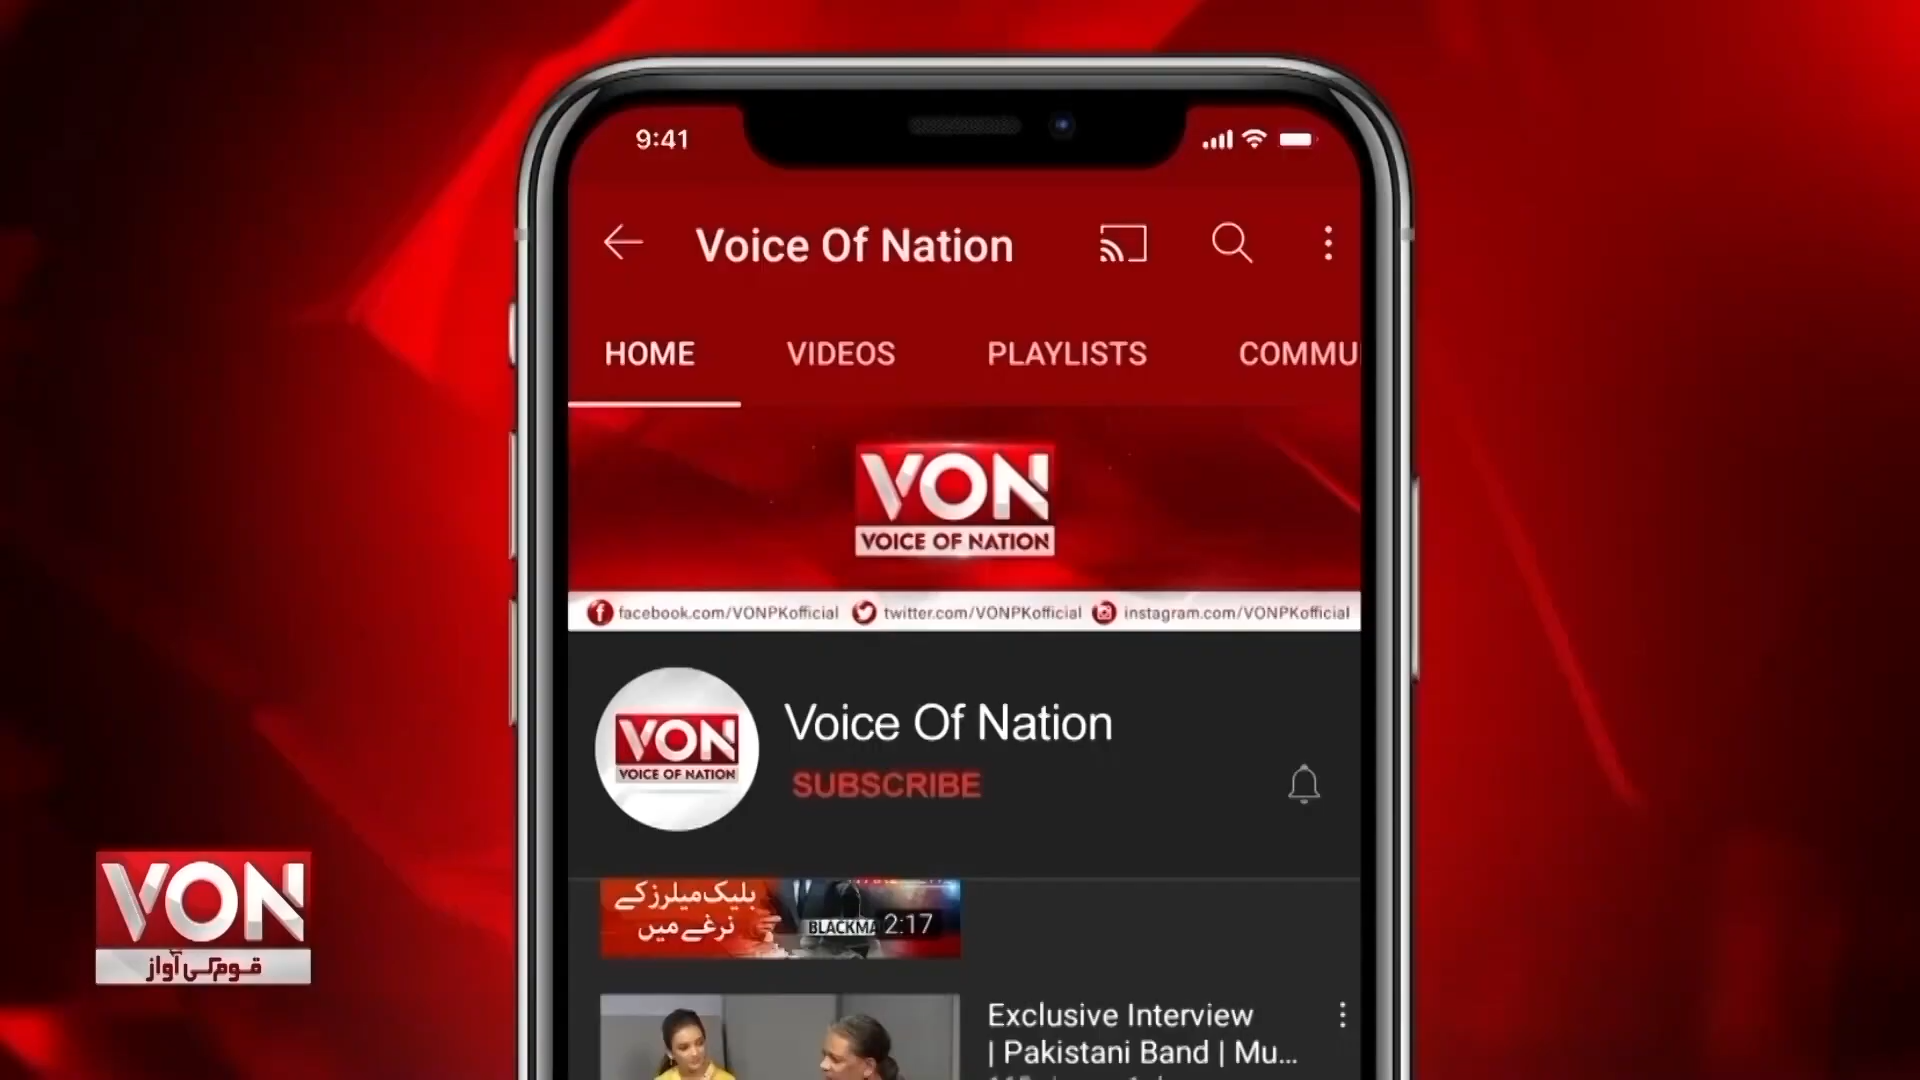 9:41
Voice Of Nation
HOME VIDEOS PLAYLISTS COMMU
VON
VOICE OF NATION
facebook.com/VONPKofficial twitter.com/VONPKofficial instagram.com/VONPKofficial
VON
VOICE OF NATION
Voice Of Nation
SUBSCRIBE
بلیک میلرز کے
نرغے میں
BLACKMA 2:17
VON
قوم کی آواز
Exclusive Interview
| Pakistani Band | Mu...